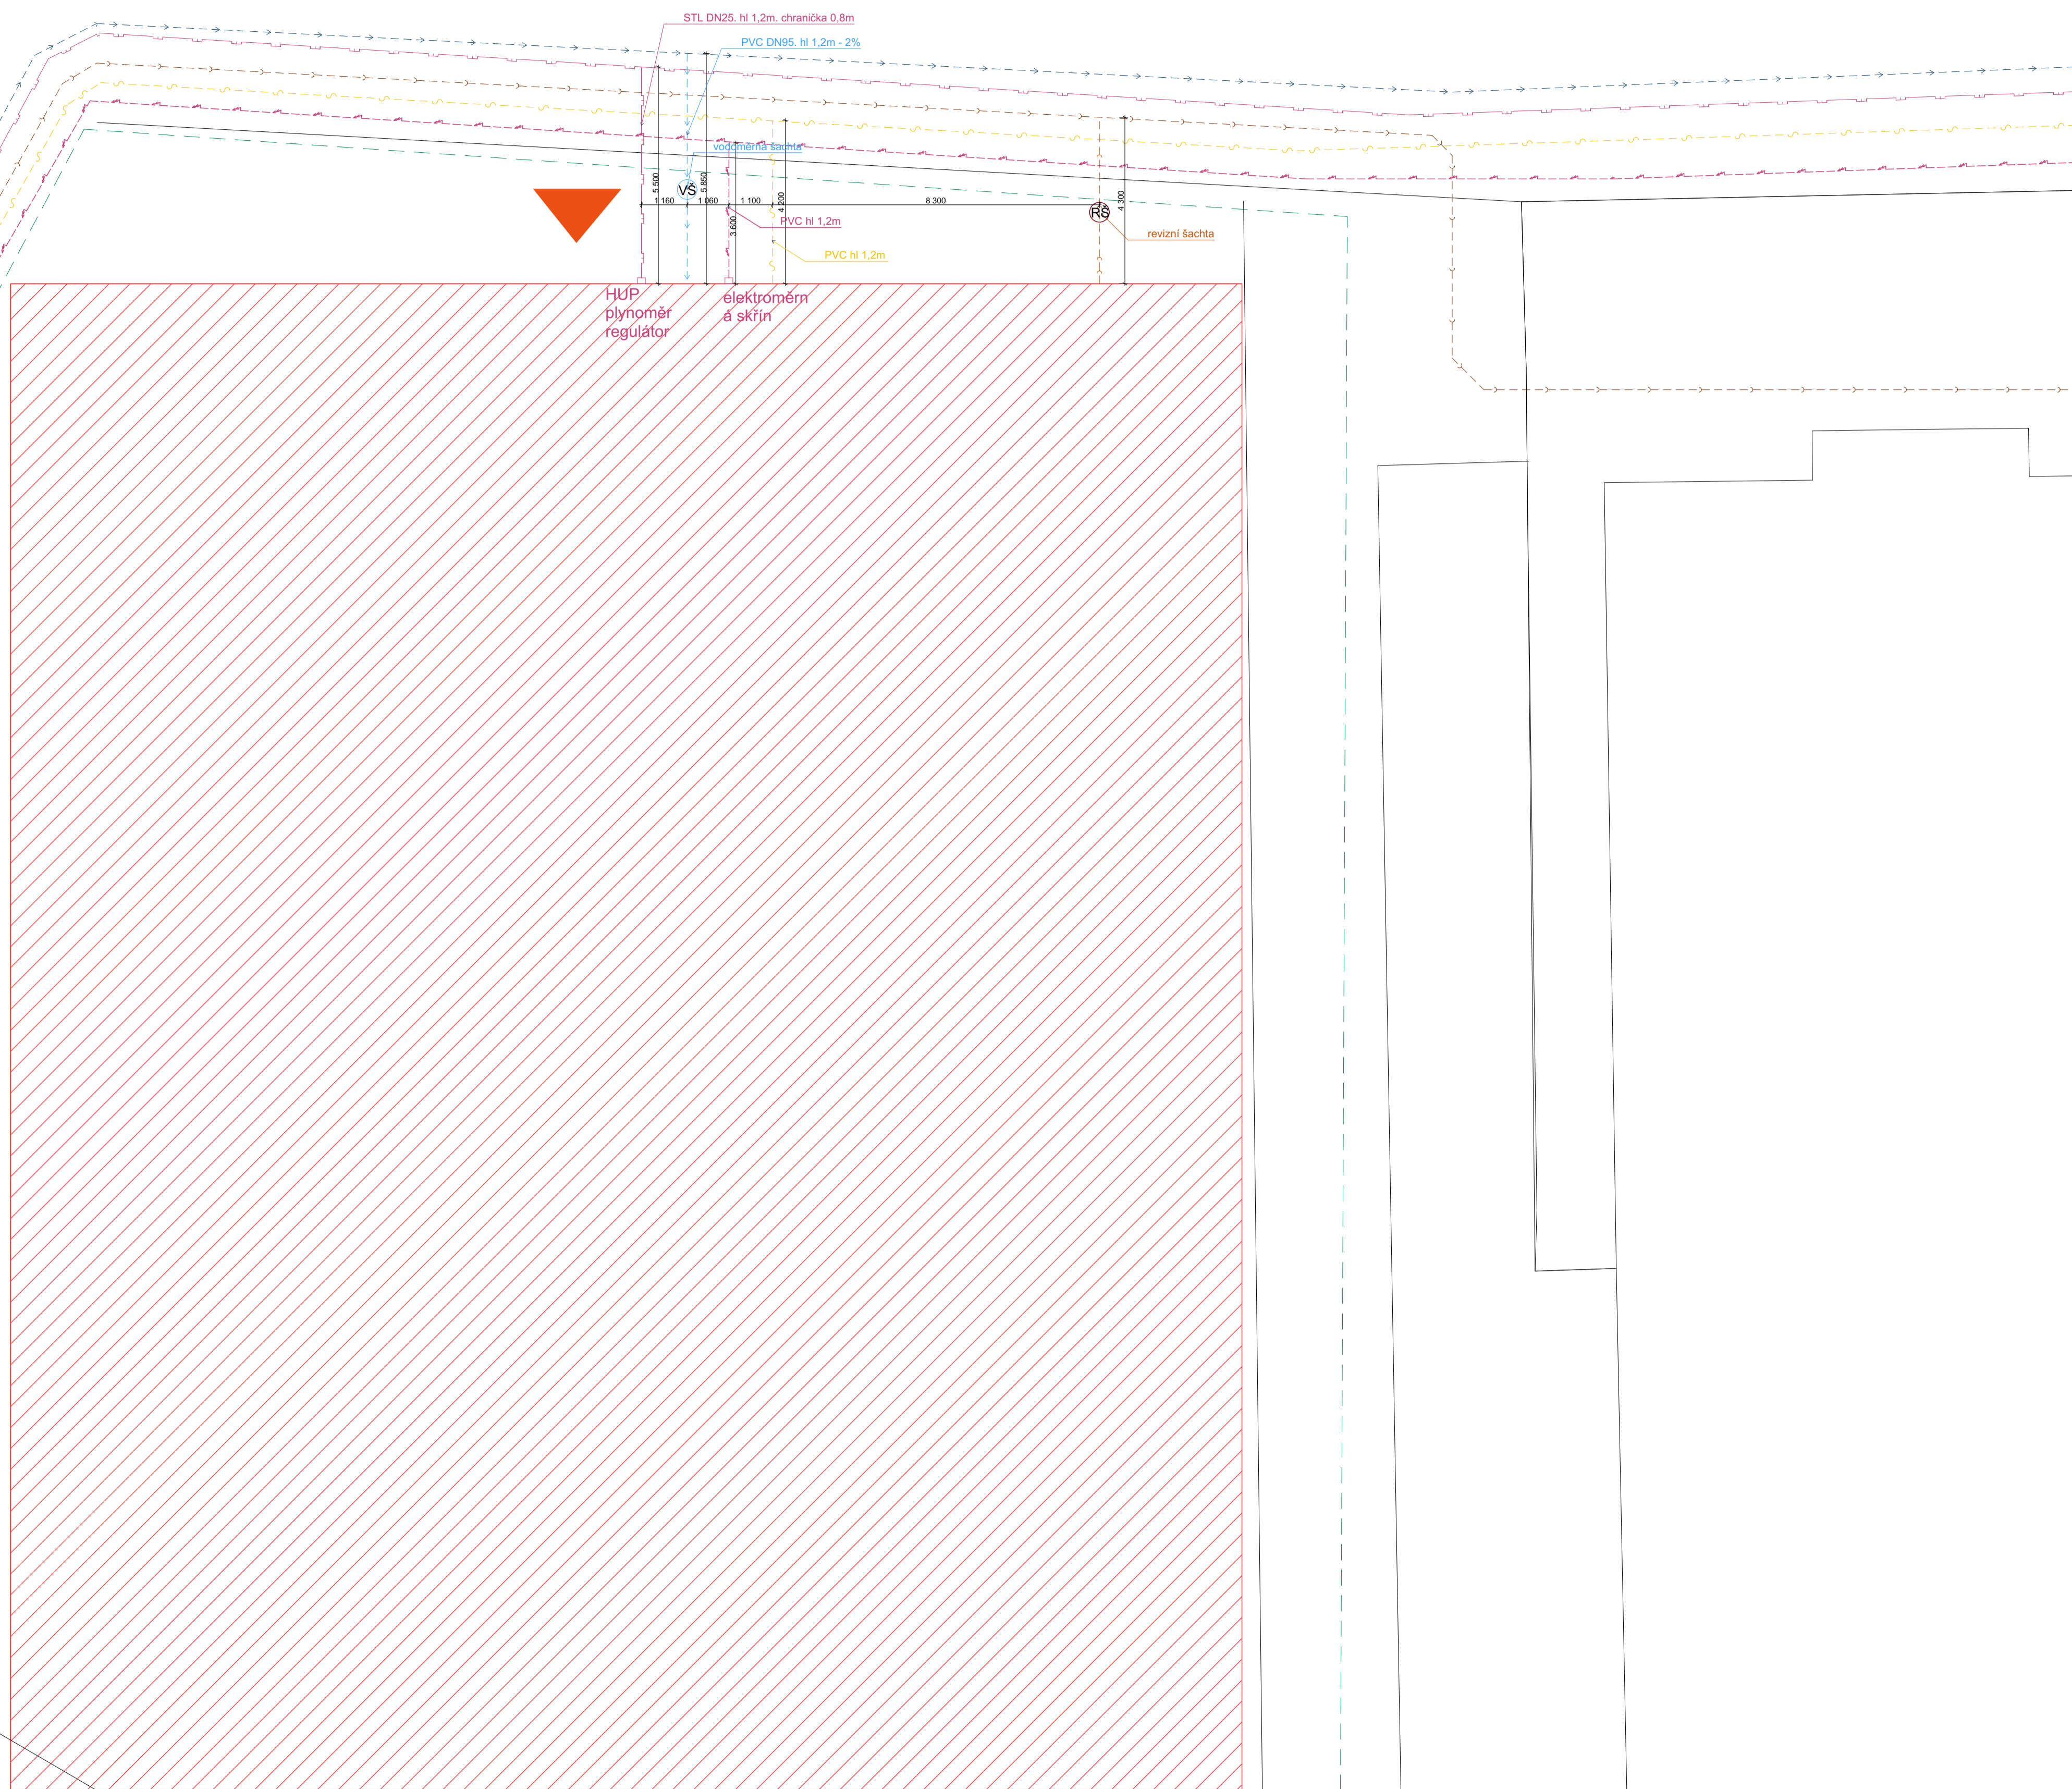 STL DN25. hl 1,2m. chranička 0,8m
PVC DN95. hl 1,2m - 2%
vodoměrná šachta
VŠ
5 500
5 850
1 160
1 060
1 100
4 200
8 300
4 300
RŠ
3 600
PVC hl 1,2m
revizní šachta
PVC hl 1,2m
HUP
plynoměr
regulátor
elektroměrn
á skřín